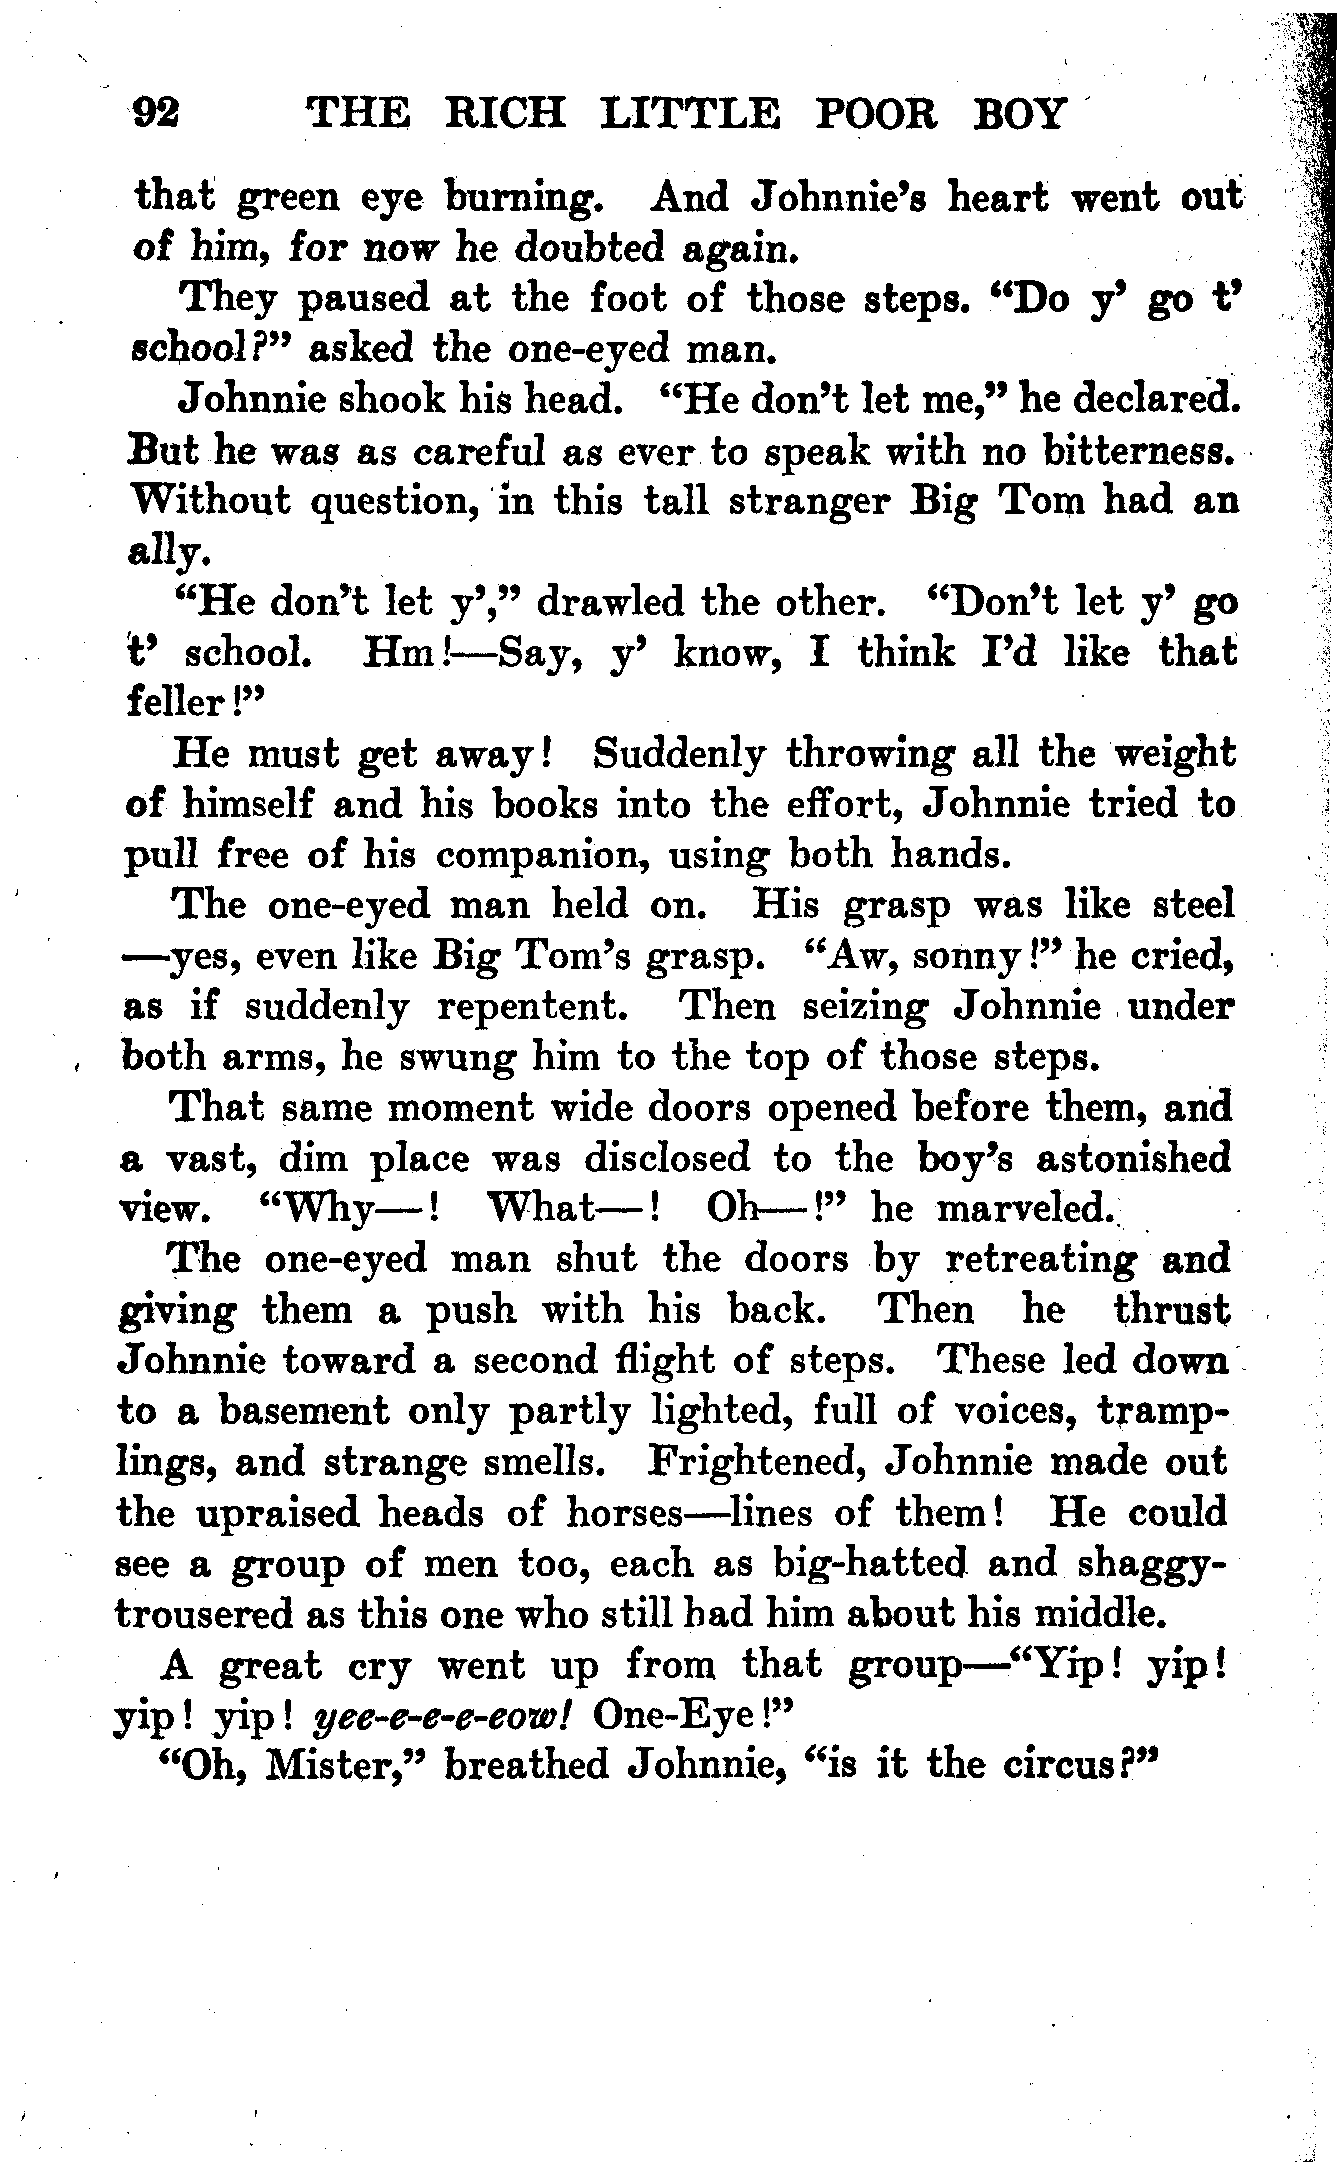 92 THE RICH LITTLE POOR BOY
that green eye burning. And Johnnie's heart went out
of him, for now he doubted again.
They paused at the foot of those steps. "Do y' go t'
school?" asked the one-eyed man.
Johnnie shook his head. "He don't let me," he declared.
But he was as careful as ever to speak with no bitterness.
Without question, in this tall stranger Big Tom had an
ally.
"He don't let y'," drawled the other. "Don't let y' go
t' school. Hm!—Say, y' know, I think I'd like that
feller!"
He must get away! Suddenly throwing all the weight
of himself and his books into the effort, Johnnie tried to
pull free of his companion, using both hands.
The one-eyed man held on. His grasp was like steel
—yes, even like Big Tom's grasp. "Aw, sonny!" he cried,
as if suddenly repentent. Then seizing Johnnie under
both arms, he swung him to the top of those steps.
That same moment wide doors opened before them, and
a vast, dim place was disclosed to the boy's astonished
view. "Why—! What—! Oh—!" he marveled.
The one-eyed man shut the doors by retreating and
giving them a push with his back. Then he thrust
Johnnie toward a second flight of steps. These led down
to a basement only partly lighted, full of voices, tramp-
lings, and strange smells. Frightened, Johnnie made out
the upraised heads of horses—lines of them! He could
see a group of men too, each as big-hatted and shaggy-
trousered as this one who still had him about his middle.
A great cry went up from that group—"Yip! yip!
yip! yip! yee-e-e-e-eow! One-Eye!"
"Oh, Mister," breathed Johnnie, "is it the circus?"